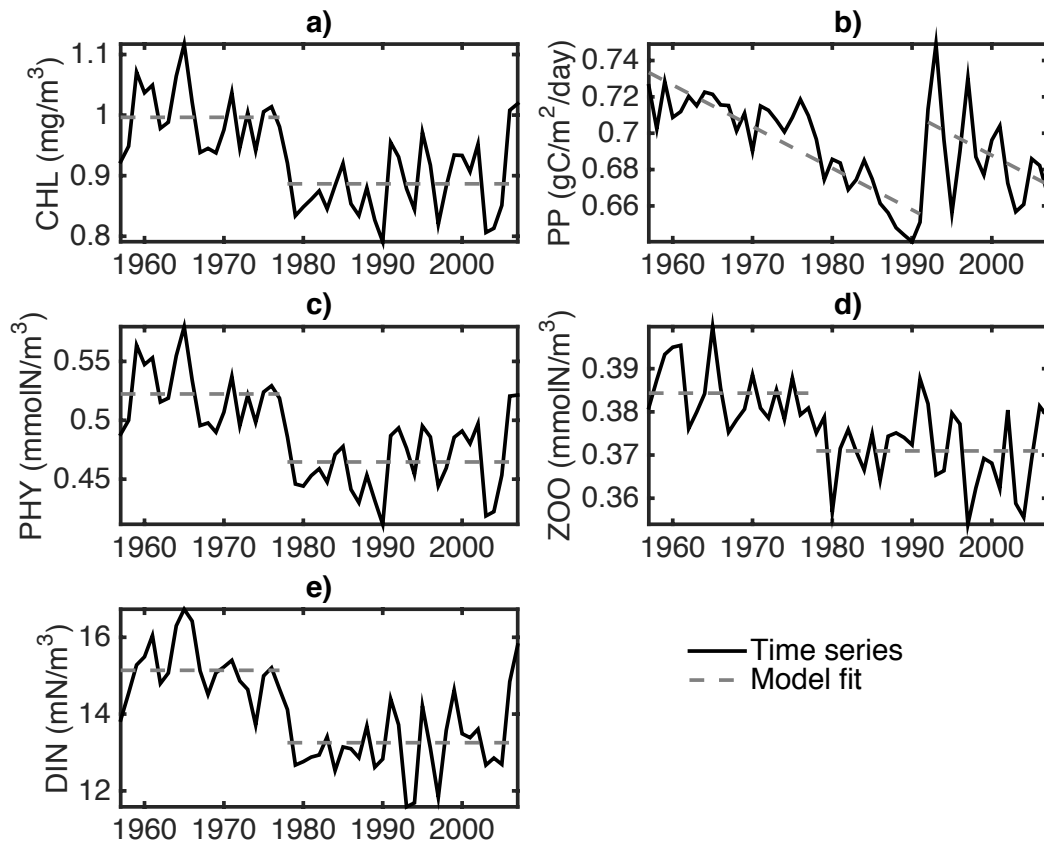 a)
CHL (mg/m³)
1.1
1
0.9
0.8
1960 1970 1980 1990 2000
b)
PP (gC/m²/day)
0.74
0.72
0.7
0.68
0.66
1960 1970 1980 1990 2000
c)
PHY (mmolN/m³)
0.55
0.5
0.45
1960 1970 1980 1990 2000
d)
ZOO (mmolN/m³)
0.39
0.38
0.37
0.36
1960 1970 1980 1990 2000
e)
DIN (mN/m³)
16
14
12
1960 1970 1980 1990 2000
Time series
Model fit